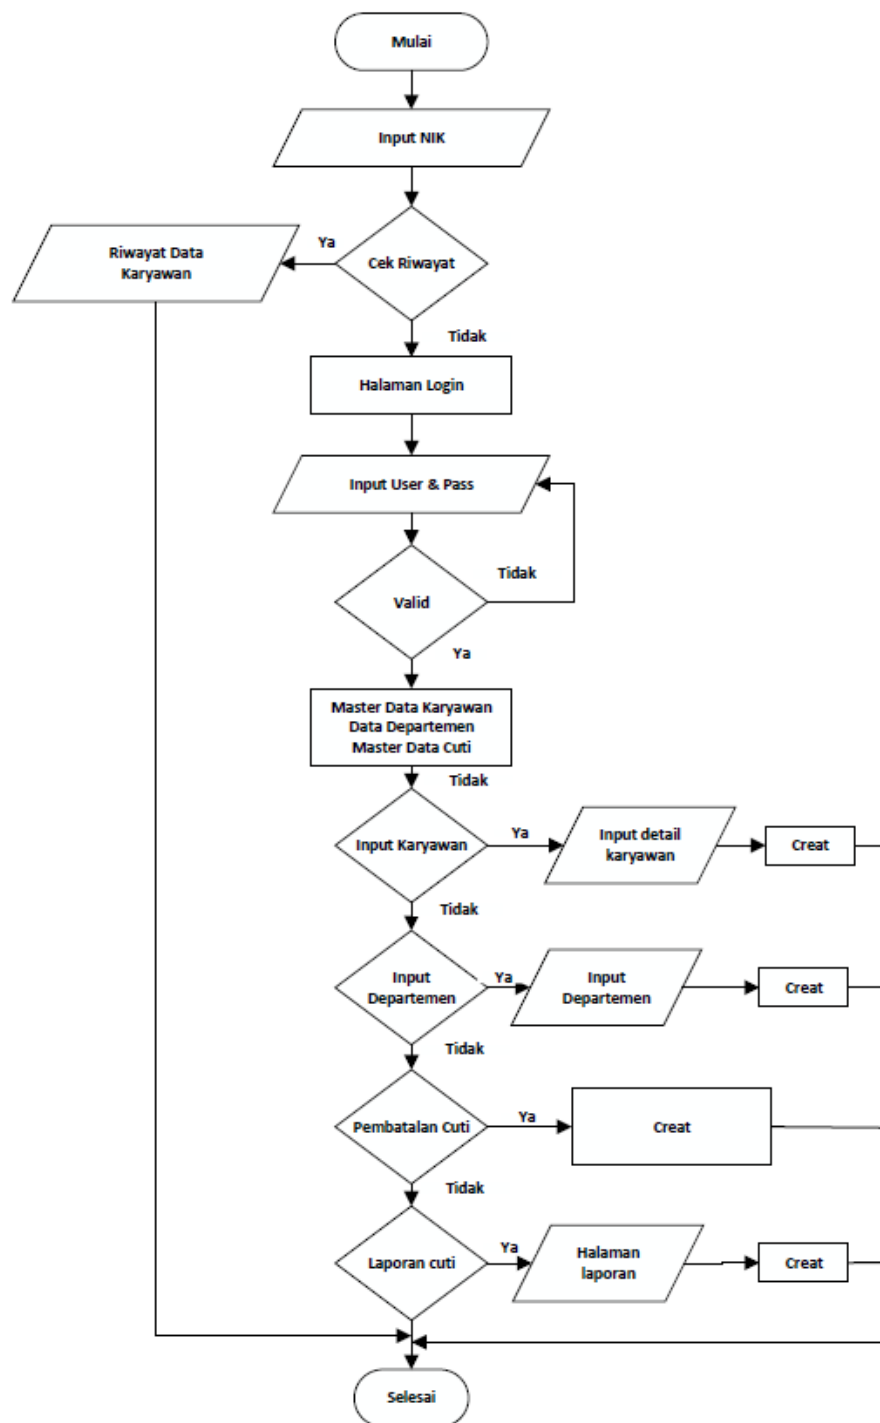 Mulai
Input NIK
Ya
Riwayat Data
Karyawan
Cek Riwayat
Tidak
Halaman Login
Input User & Pass
Tidak
Valid
Ya
Master Data Karyawan
Data Departemen
Master Data Cuti
Tidak
Input Karyawan
Ya
Input detail
karyawan
Creat
Tidak
Input
Departemen
Ya
Input
Departemen
Creat
Tidak
Pembatalan Cuti
Ya
Creat
Tidak
Laporan cuti
Ya
Halaman
laporan
Creat
Selesai